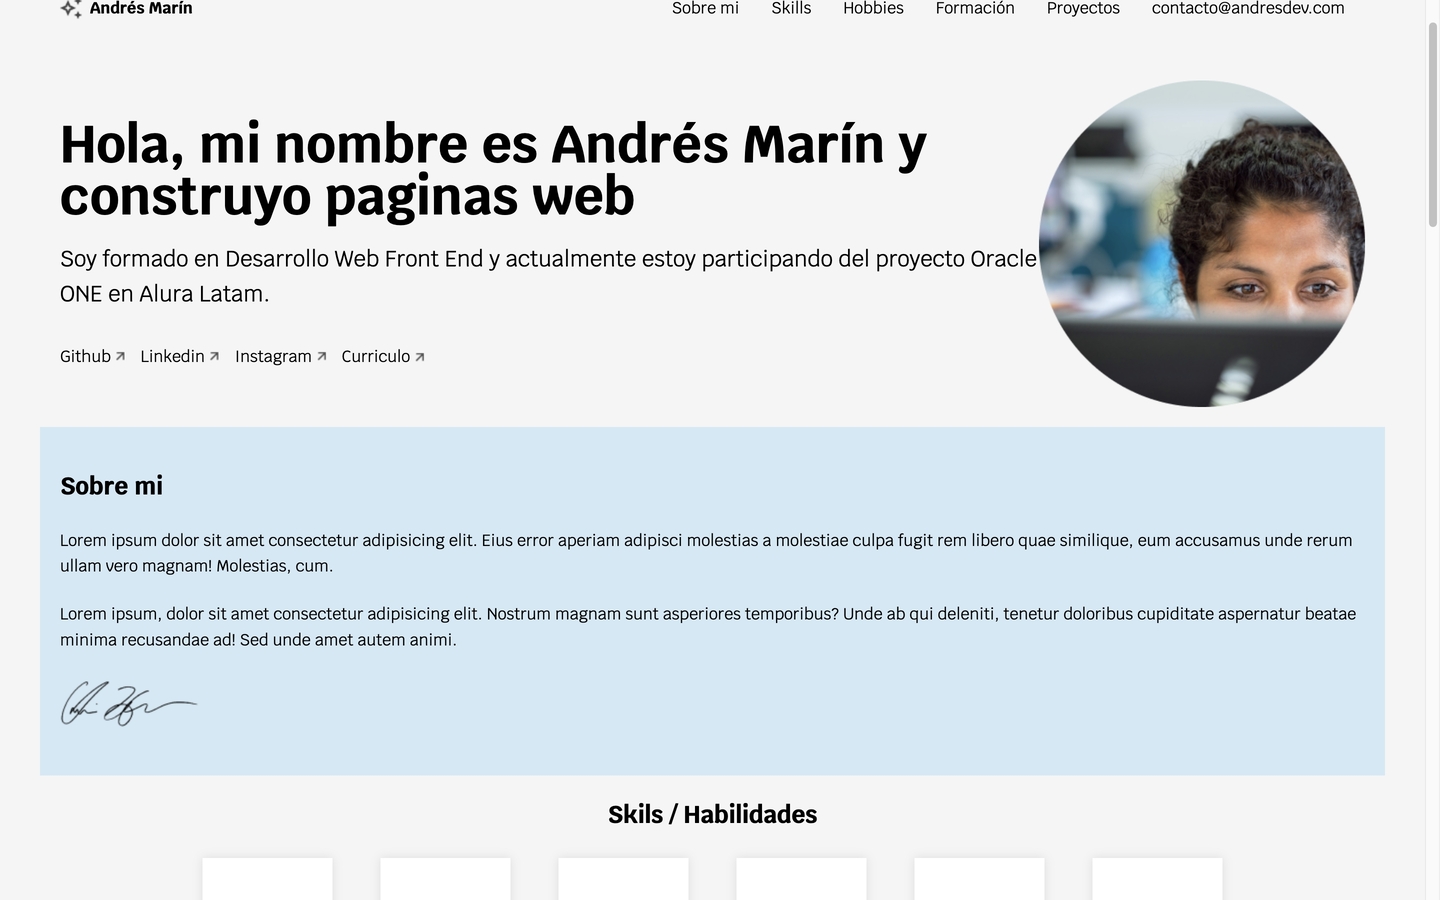 Andrés Marín
Sobre mi Skills Hobbies Formación Proyectos contacto@andresdev.com
Hola, mi nombre es Andrés Marín y
construyo paginas web
Soy formado en Desarrollo Web Front End y actualmente estoy participando del proyecto Oracle
ONE en Alura Latam.
Github Linkedin Instagram Curriculo
Sobre mi
Lorem ipsum dolor sit amet consectetur adipisicing elit. Eius error aperiam adipisci molestias a molestiae culpa fugit rem libero quae similique, eum accusamus unde rerum
ullam vero magnam! Molestias, cum.
Lorem ipsum, dolor sit amet consectetur adipisicing elit. Nostrum magnam sunt asperiores temporibus? Unde ab qui deleniti, tenetur doloribus cupiditate aspernatur beatae
minima recusandae ad! Sed unde amet autem animi.
Skils / Habilidades